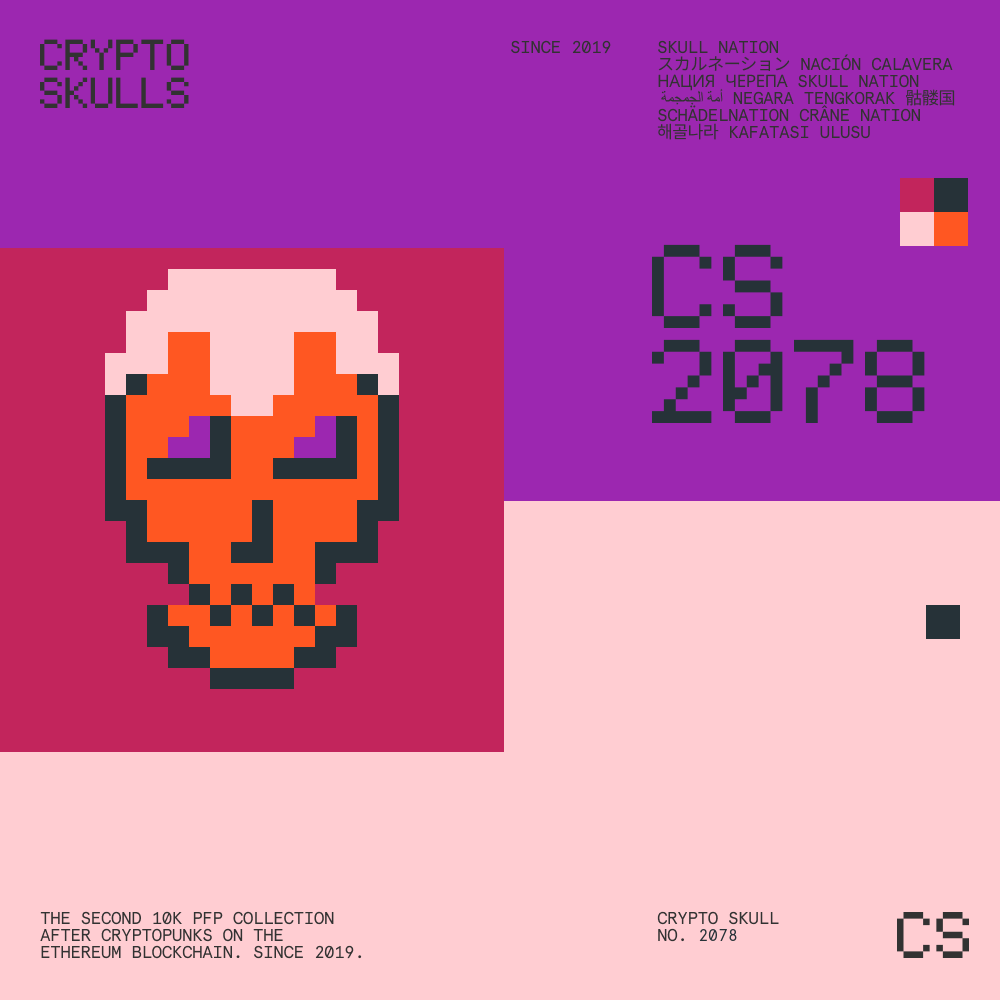 CRYPTO
SKULLS
SINCE 2019
SKULL NATION
スカルネーション NACIÓN CALAVERA
НАЦИЯ ЧЕРЕПА SKULL NATION
أمة الجمجمة NEGARA TENGKORAK 骷髅国
SCHÄDELNATION CRÂNE NATION
해골나라 KAFATASI ULUSU
CS
2078
THE SECOND 10K PFP COLLECTION
AFTER CRYPTOPUNKS ON THE
ETHEREUM BLOCKCHAIN. SINCE 2019.
CRYPTO SKULL
NO. 2078
CS